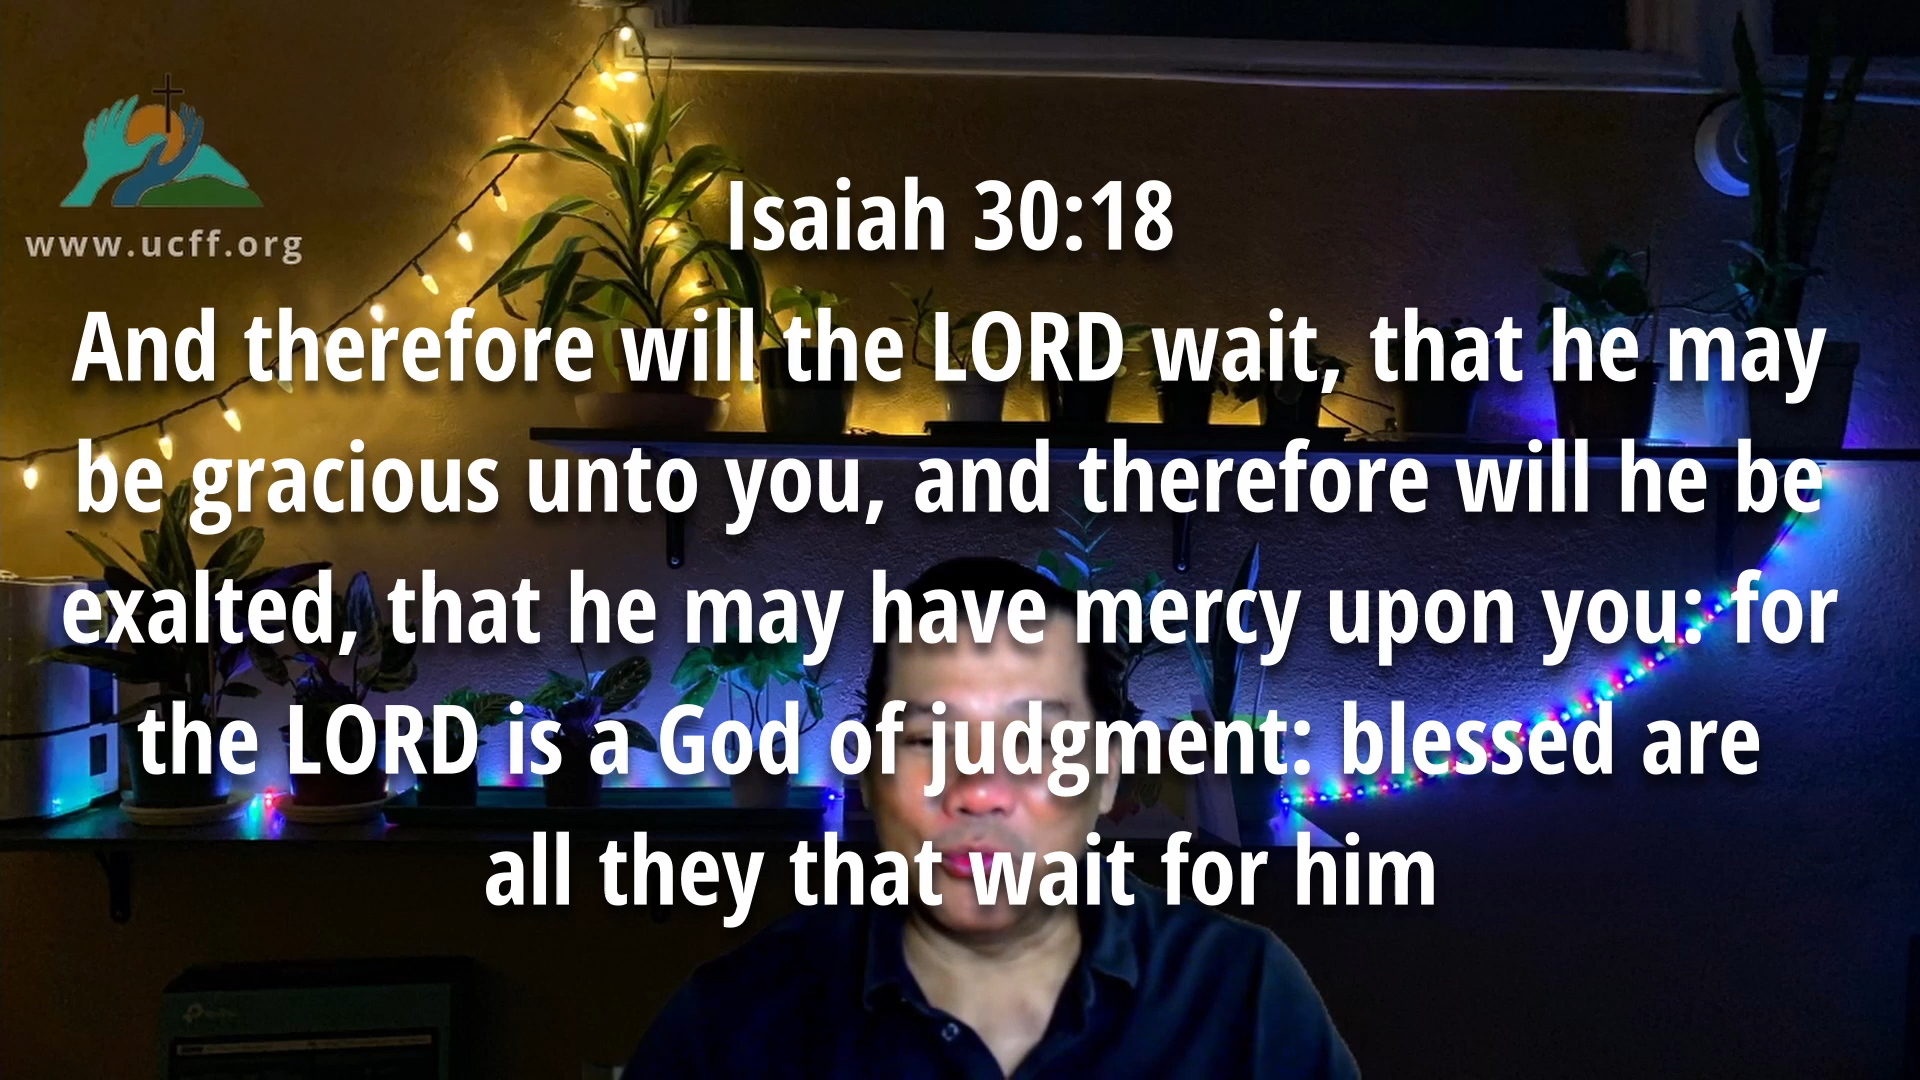 www.ucff.org
Isaiah 30:18
And therefore will the LORD wait, that he may
be gracious unto you, and therefore will he be
exalted, that he may have mercy upon you: for
the LORD is a God of judgment: blessed are
all they that wait for him